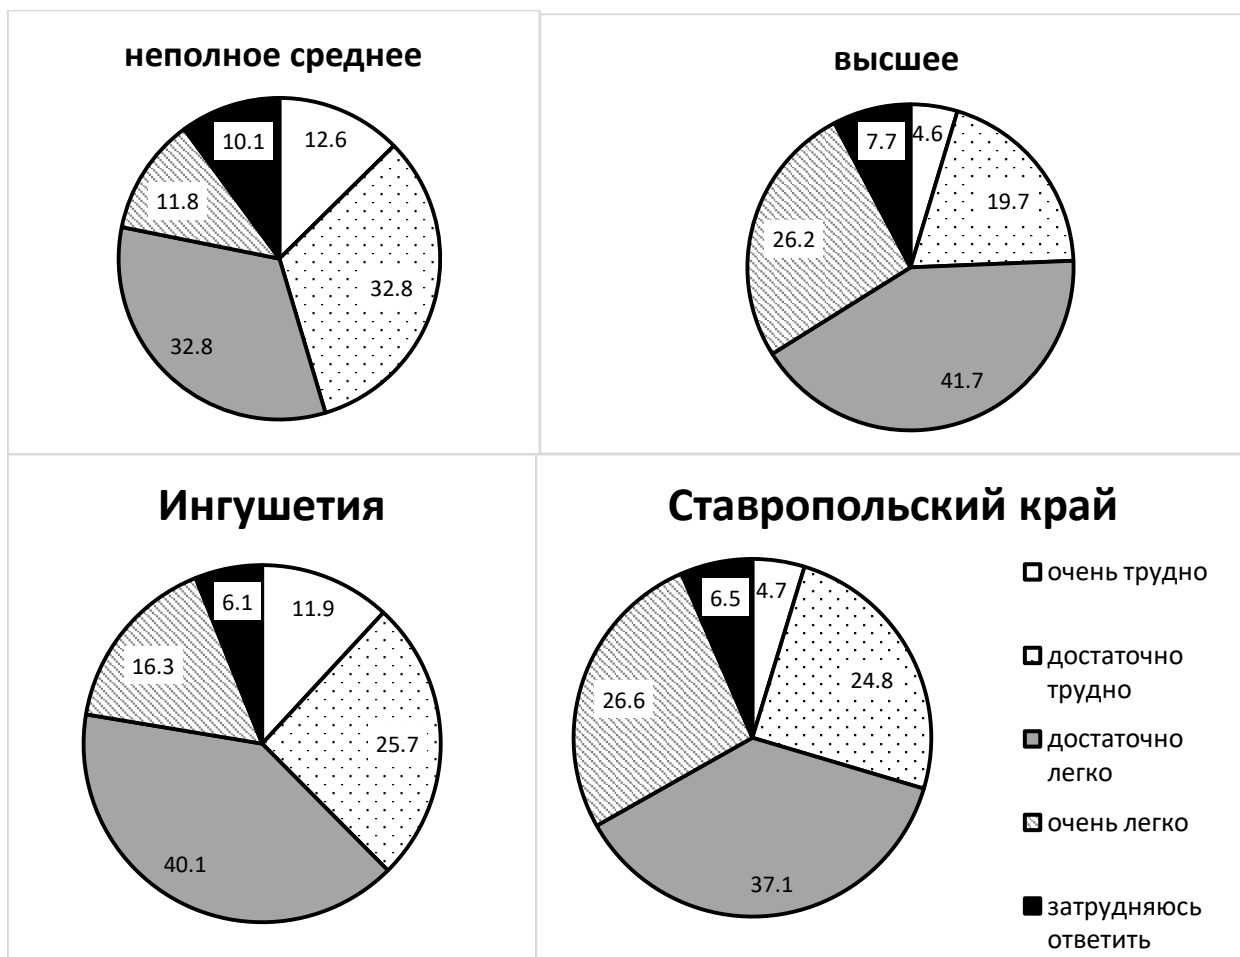 неполное среднее
10.1
12.6
11.8
32.8
32.8
высшее
7.7
4.6
19.7
26.2
41.7
Ингушетия
6.1
11.9
16.3
25.7
40.1
Ставропольский край
6.5
4.7
24.8
26.6
37.1
очень трудно
достаточно
трудно
достаточно
легко
очень легко
затрудняюсь
ответить